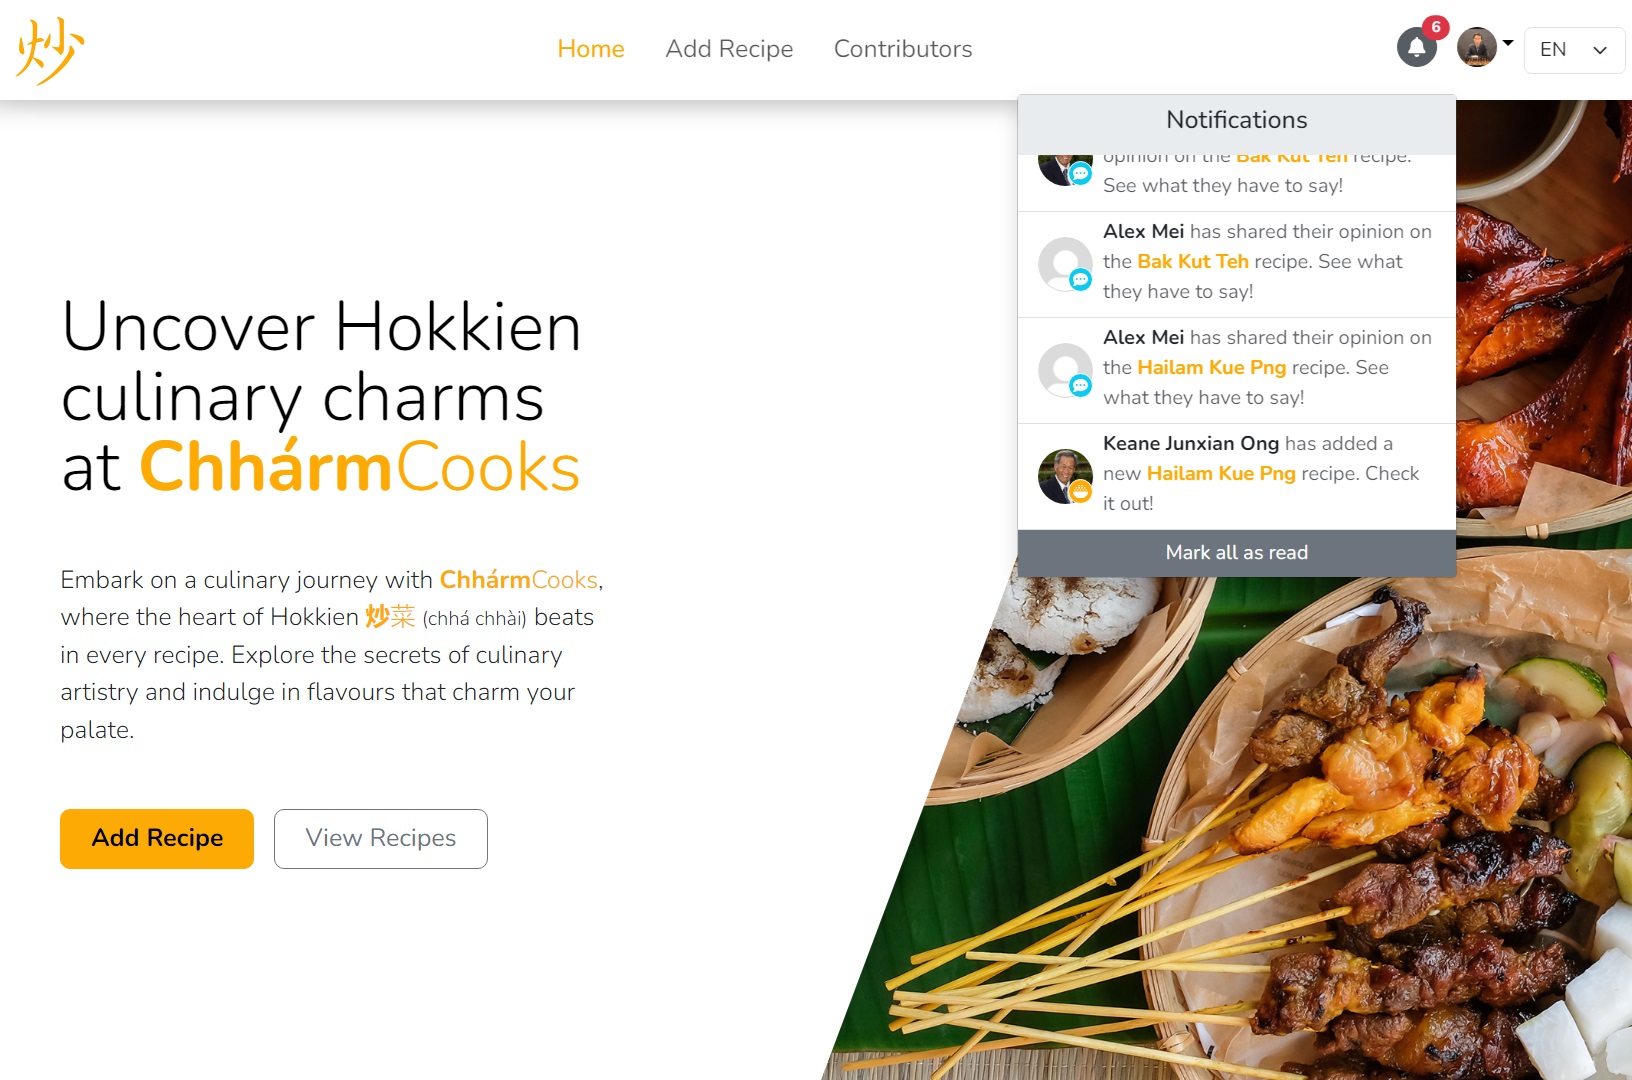 炒
Home
Add Recipe
Contributors
6
EN
Notifications
opinion on the Bak Kut Teh recipe.
See what they have to say!
Alex Mei has shared their opinion on
the Bak Kut Teh recipe. See what
they have to say!
Alex Mei has shared their opinion on
the Hailam Kue Png recipe. See
what they have to say!
Keane Junxian Ong has added a
new Hailam Kue Png recipe. Check
it out!
Mark all as read
Uncover Hokkien
culinary charms
at ChhármCooks
Embark on a culinary journey with ChhármCooks,
where the heart of Hokkien 炒菜 (chhá chhài) beats
in every recipe. Explore the secrets of culinary
artistry and indulge in flavours that charm your
palate.
Add Recipe
View Recipes